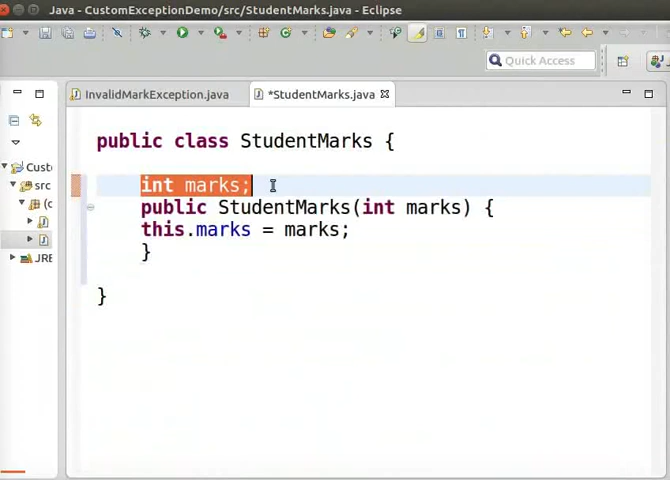 Java - CustomExceptionDemo/src/StudentMarks.java - Eclipse
Quick Access
InvalidMarkException.java
*StudentMarks.java
public class StudentMarks {
int marks;
public StudentMarks(int marks) {
this.marks = marks;
}
}
Custo
src
(c
JRE